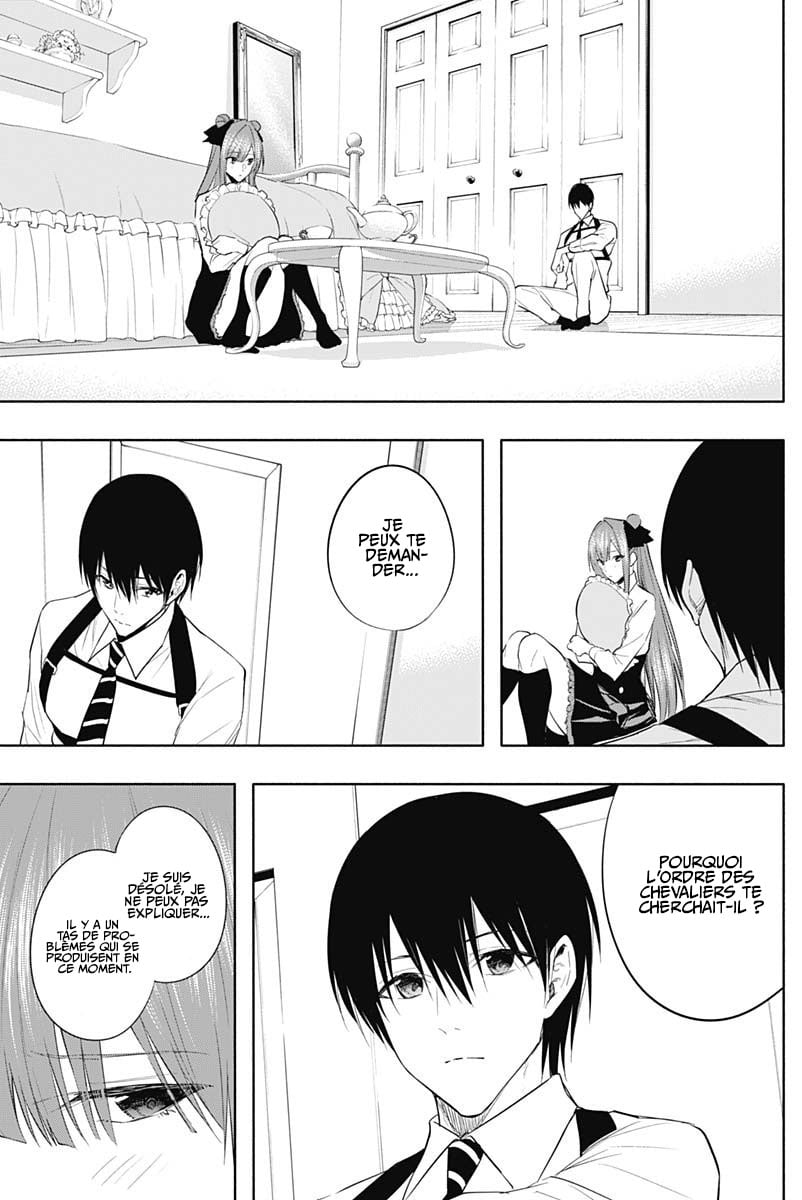 JE
PEUX TE
DEMAN-
DER...
POURQUOI
L'ORDRE DES
CHEVALIERS TE
CHERCHAIT-IL ?
JE SUIS
DÉSOLÉ, JE
NE PEUX PAS
EXPLIQUER...
IL Y A UN
TAS DE PRO-
BLÈMES QUI SE
PRODUISENT EN
CE MOMENT.